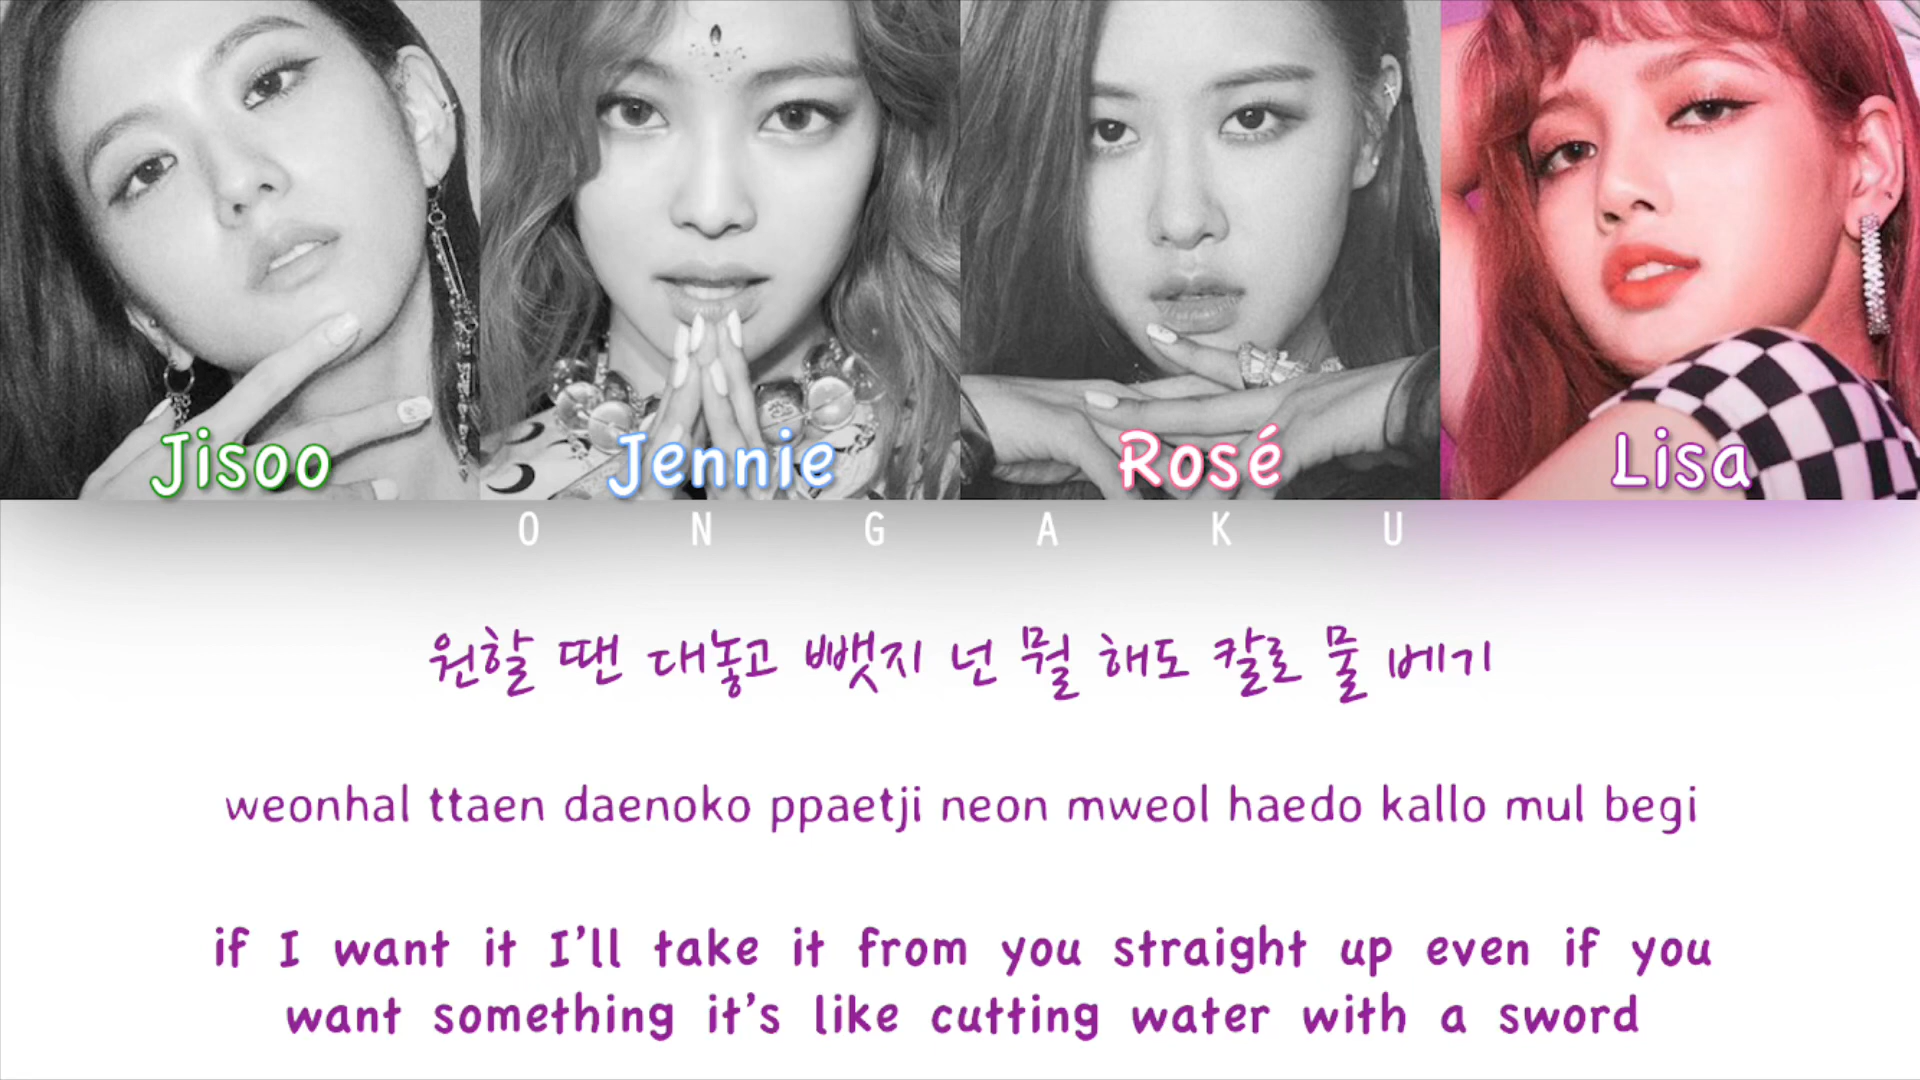 Jisoo Jennie Rosé Lisa
O N G A K U
원할 땐 대놓고 뺏지 넌 뭘 해도 칼로 물 베기
weonhal ttaen daenoko ppaetji neon mweol haedo kallo mul begi
if I want it I'll take it from you straight up even if you
want something it's like cutting water with a sword